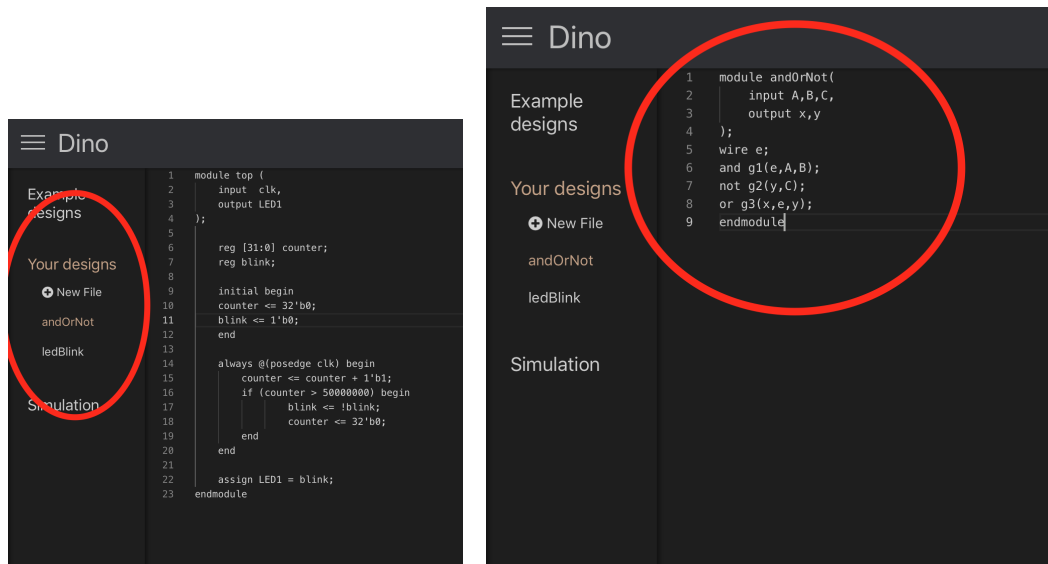 Dino
Example
designs
Your designs
New File
andOrNot
ledBlink
Simulation
1 module top (
2 input clk,
3 output LED1
4 );
5
6 reg [31:0] counter;
7 reg blink;
8
9 initial begin
10 counter <= 32'b0;
11 blink <= 1'b0;
12 end
13
14 always @(posedge clk) begin
15 counter <= counter + 1'b1;
16 if (counter > 50000000) begin
17 blink <= !blink;
18 counter <= 32'b0;
19 end
20 end
21
22 assign LED1 = blink;
23 endmodule
Dino
Example
designs
Your designs
New File
andOrNot
ledBlink
Simulation
1 module andOrNot(
2 input A,B,C,
3 output x,y
4 );
5 wire e;
6 and g1(e,A,B);
7 not g2(y,C);
8 or g3(x,e,y);
9 endmodule